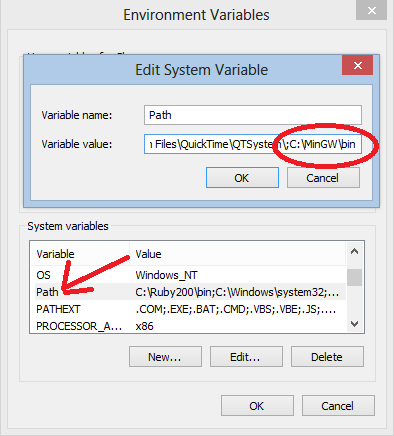 Environment Variables
Edit System Variable
Variable name:
Path
Variable value:
n Files\QuickTime\QTSystem\;C:\MinGW\bin
OK
Cancel
System variables
Variable
Value
OS
Windows_NT
Path
C:\Ruby200\bin;C:\Windows\system32;...
PATHEXT
.COM;.EXE;.BAT;.CMD;.VBS;.VBE;.JS;....
PROCESSOR_A...
x86
New...
Edit...
Delete
OK
Cancel